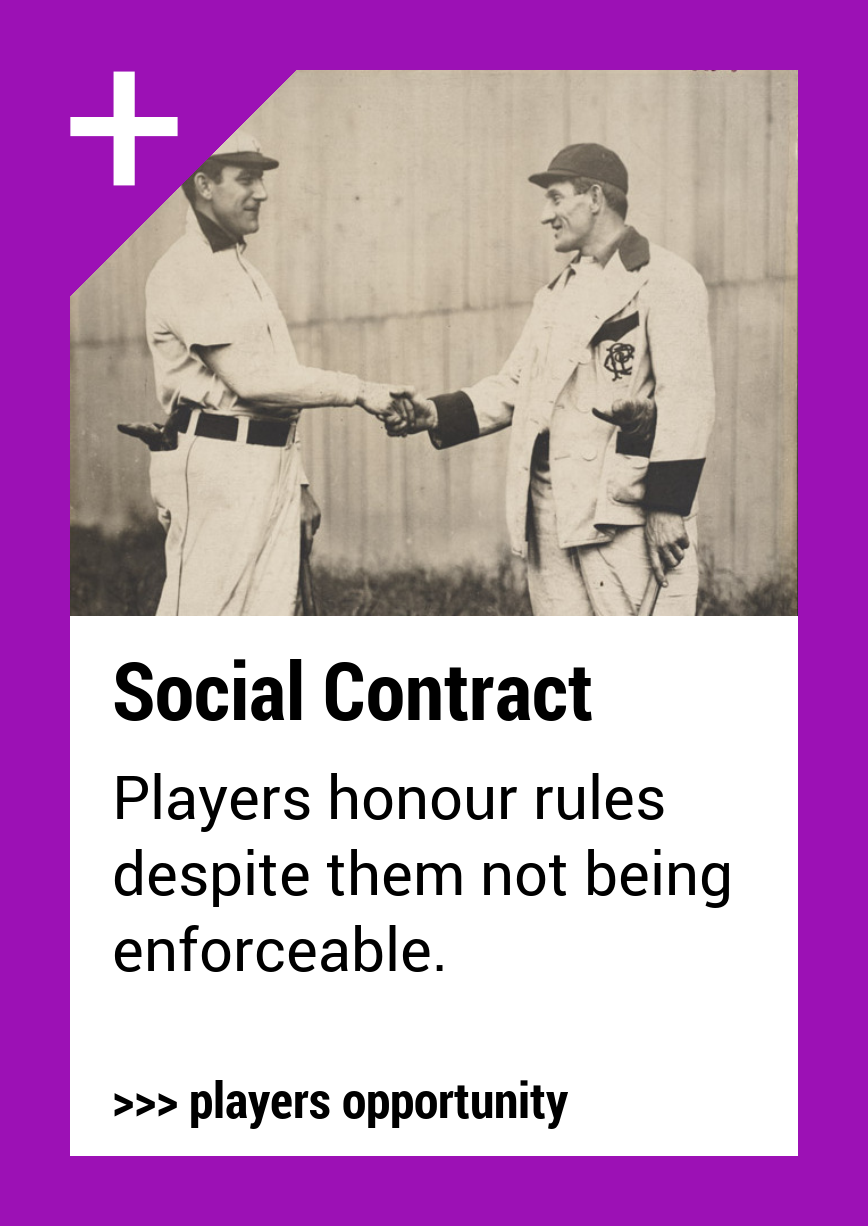 Social Contract
Players honour rules
despite them not being
enforceable.
>>> players opportunity